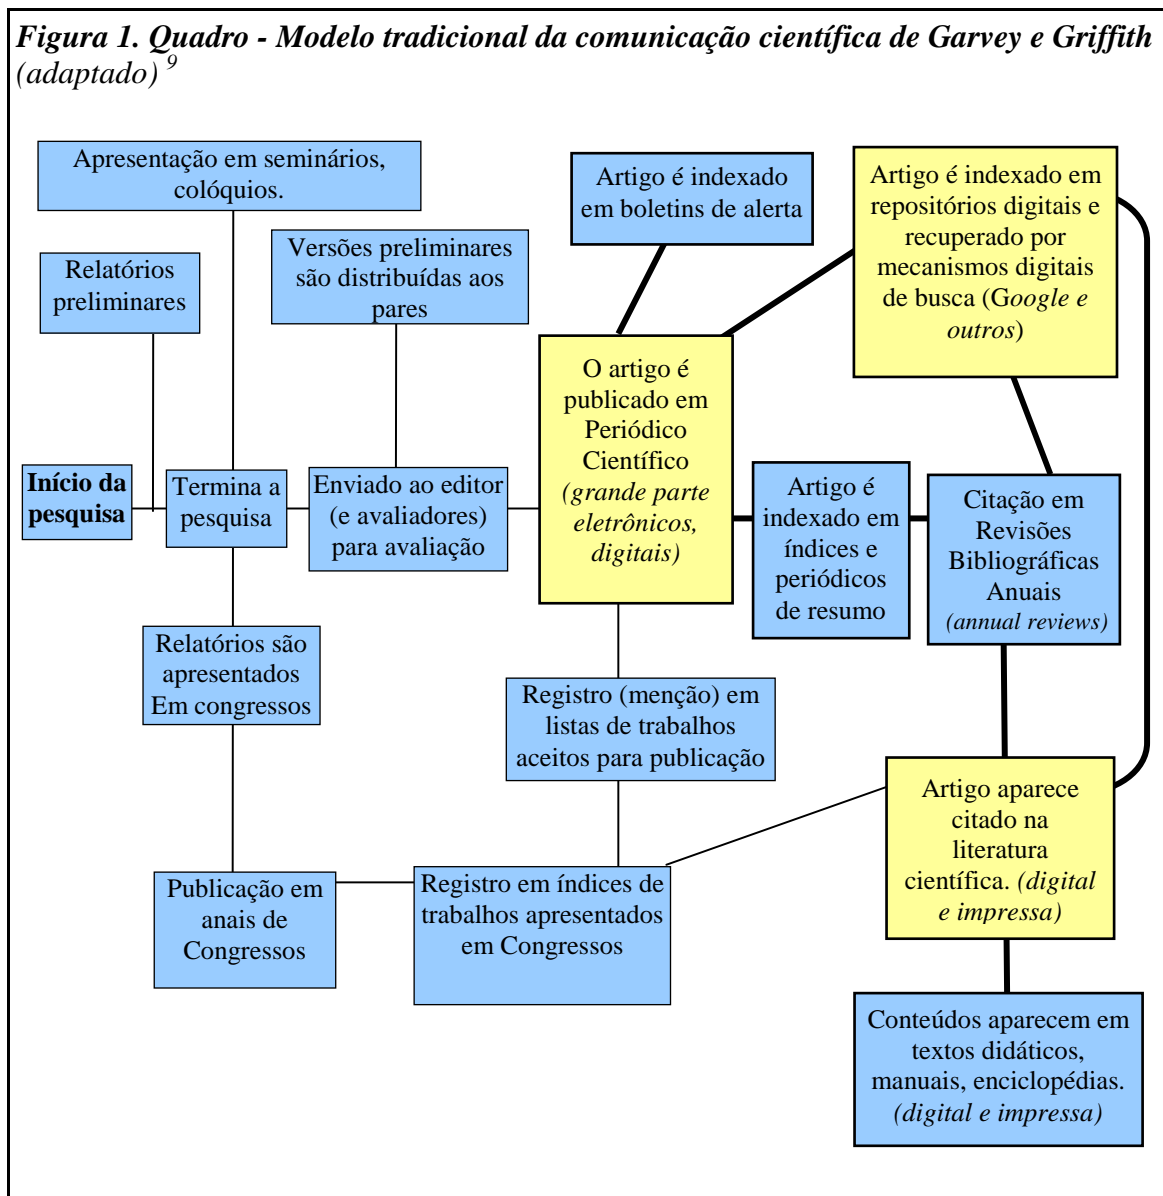 Figura 1. Quadro - Modelo tradicional da comunicação científica de Garvey e Griffith
(adaptado) 9
Apresentação em seminários,
colóquios.
Artigo é indexado
em boletins de alerta
Artigo é indexado em
repositórios digitais e
recuperado por
mecanismos digitais
de busca (Google e
outros)
Relatórios
preliminares
Versões preliminares
são distribuídas aos
pares
O artigo é
publicado em
Periódico
Científico
(grande parte
eletrônicos,
digitais)
Início da
pesquisa
Termina a
pesquisa
Enviado ao editor
(e avaliadores)
para avaliação
Artigo é
indexado em
índices e
periódicos
de resumo
Citação em
Revisões
Bibliográficas
Anuais
(annual reviews)
Relatórios são
apresentados
Em congressos
Registro (menção) em
listas de trabalhos
aceitos para publicação
Artigo aparece
citado na
literatura
científica. (digital
e impressa)
Publicação em
anais de
Congressos
Registro em índices de
trabalhos apresentados
em Congressos
Conteúdos aparecem em
textos didáticos,
manuais, enciclopédias.
(digital e impressa)